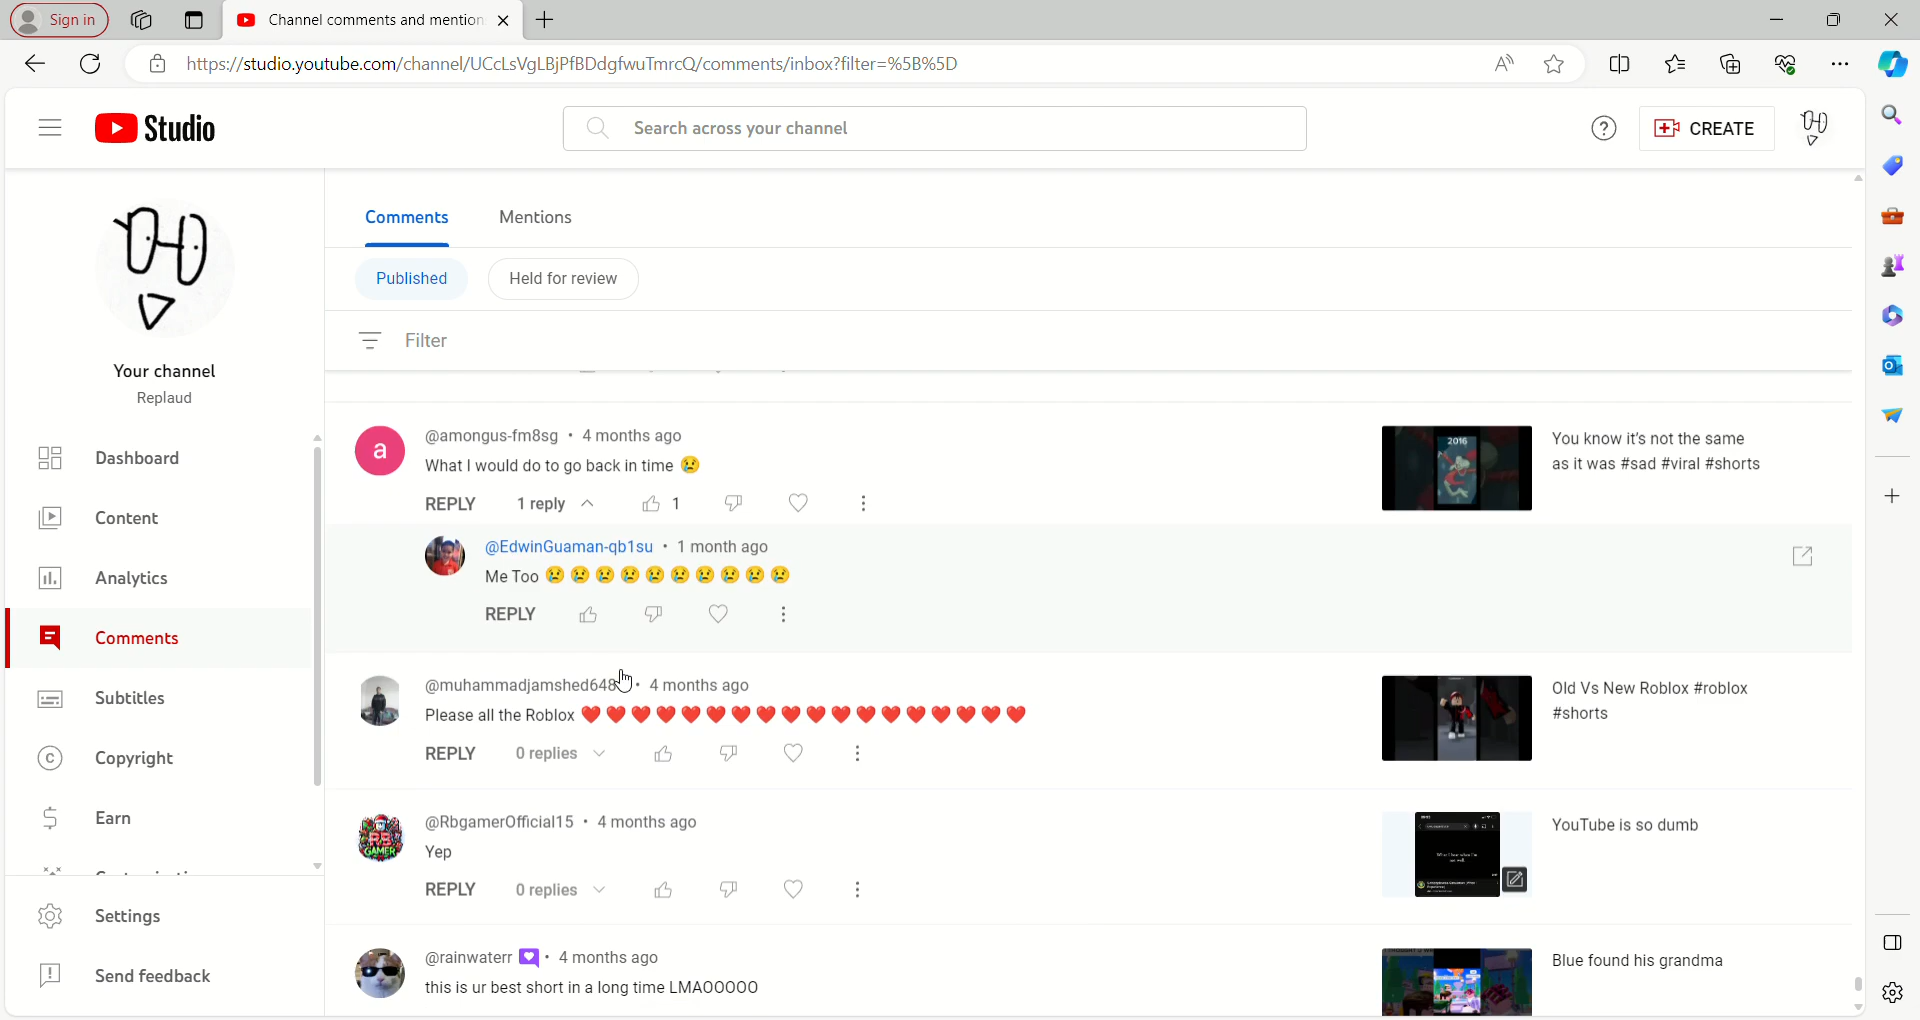 Sign in
Channel comments and mention
https://studio.youtube.com/channel/UCcLsVgLBjPfBDdgfwuTmrcQ/comments/inbox?filter=%5B%5D
Studio
Search across your channel
CREATE
Your channel
Replaud
Dashboard
Content
Analytics
Comments
Subtitles
Copyright
Earn
Settings
Send feedback
Comments
Mentions
Published
Held for review
Filter
@amongus-fm8sg • 4 months ago
What I would do to go back in time 😢
REPLY 1 reply 1
2016
You know it's not the same
as it was #sad #viral #shorts
@EdwinGuaman-qb1su • 1 month ago
Me Too 😢😢😢😢😢😢😢😢😢😢
REPLY
@muhammadjamshed648 • 4 months ago
Please all the Roblox ❤️❤️❤️❤️❤️❤️❤️❤️❤️❤️❤️❤️❤️❤️❤️❤️❤️❤️
REPLY 0 replies
Old Vs New Roblox #roblox
#shorts
RB
GAMER
@RbgamerOfficial15 • 4 months ago
Yep
REPLY 0 replies
YouTube is so dumb
@rainwaterr • 4 months ago
this is ur best short in a long time LMAOOOOO
Blue found his grandma